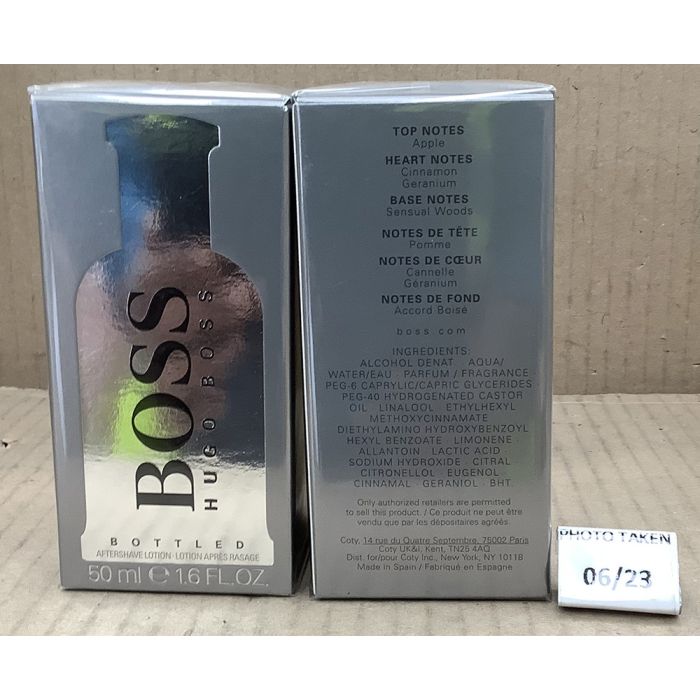 BOSS
HUGO BOSS
BOTTLED
AFTERSHAVE LOTION · LOTION APRÈS RASAGE
50 ml ℮ 1.6 FL.OZ.
TOP NOTES
Apple
HEART NOTES
Cinnamon
Geranium
BASE NOTES
Sensual Woods
NOTES DE TÊTE
Pomme
NOTES DE CŒUR
Cannelle
Géranium
NOTES DE FOND
Accord Boisé
boss.com
INGREDIENTS:
ALCOHOL DENAT. · AQUA/
WATER/EAU · PARFUM / FRAGRANCE ·
PEG-6 CAPRYLIC/CAPRIC GLYCERIDES ·
PEG-40 HYDROGENATED CASTOR
OIL · LINALOOL · ETHYLHEXYL
METHOXYCINNAMATE ·
DIETHYLAMINO HYDROXYBENZOYL
HEXYL BENZOATE · LIMONENE ·
ALLANTOIN · LACTIC ACID ·
SODIUM HYDROXIDE · CITRAL ·
CITRONELLOL · EUGENOL ·
CINNAMAL · GERANIOL · BHT.
Only authorized retailers are permitted
to sell this product. / Ce produit ne peut être
vendu que par les dépositaires agréés.
Coty, 14 rue du Quatre Septembre, 75002 Paris
Coty UK&I, Kent, TN25 4AQ
Dist. for/pour Coty Inc., New York, NY 10118
Made in Spain / Fabriqué en Espagne
PHOTO TAKEN
06/23